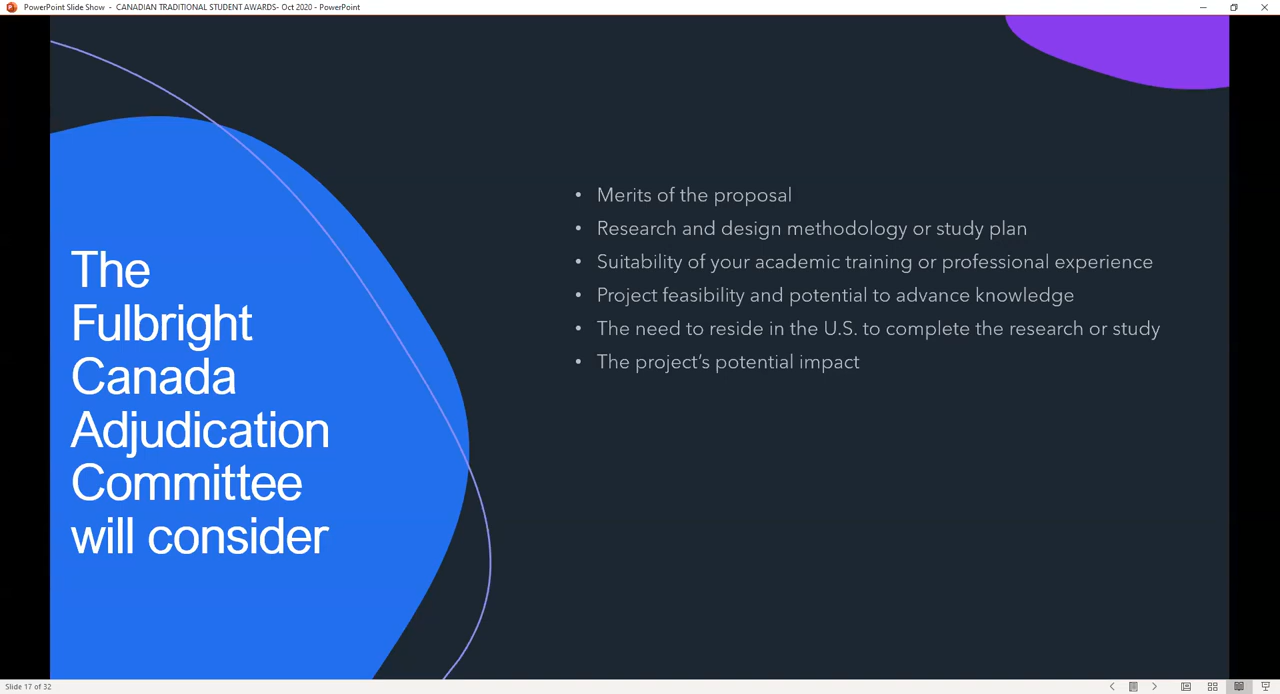 PowerPoint Slide Show - CANADIAN TRADITIONAL STUDENT AWARDS- Oct 2020 - PowerPoint
The
Fulbright
Canada
Adjudication
Committee
will consider
• Merits of the proposal
• Research and design methodology or study plan
• Suitability of your academic training or professional experience
• Project feasibility and potential to advance knowledge
• The need to reside in the U.S. to complete the research or study
• The project's potential impact
Slide 17 of 32